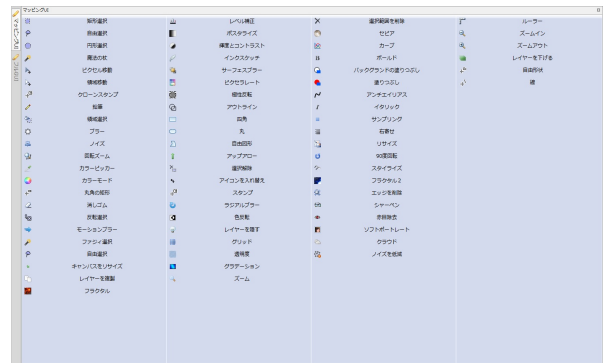 マッピングUI
マッピングUI
矩形選択
自由選択
円形選択
魔法の杖
ピクセル移動
領域移動
クローンスタンプ
鉛筆
領域選択
ブラー
ノイズ
回転ズーム
カラーピッカー
カラーモード
丸角の矩形
消しゴム
反転選択
モーションブラー
ファジィ選択
自由選択
キャンバスをリサイズ
レイヤーを複製
フラクタル
レベル補正
ポスタライズ
輝度とコントラスト
インクスケッチ
サーフェスブラー
ピクセラレート
極性反転
アウトライン
四角
丸
自由図形
アップアロー
選択解除
アイコンを入れ替え
スタンプ
ラジアルブラー
色反転
レイヤーを隠す
グリッド
透明度
グラデーション
ズーム
選択範囲を削除
セピア
カーブ
ボールド
バックグランドの塗りつぶし
塗りつぶし
アンチエイリアス
イタリック
サンプリング
右寄せ
リサイズ
90度回転
スタイライズ
フラクタル2
エッジを削除
シャーペン
赤目除去
ソフトポートレート
クラウド
ノイズを低減
ルーラー
ズームイン
ズームアウト
レイヤーを下げる
自由形状